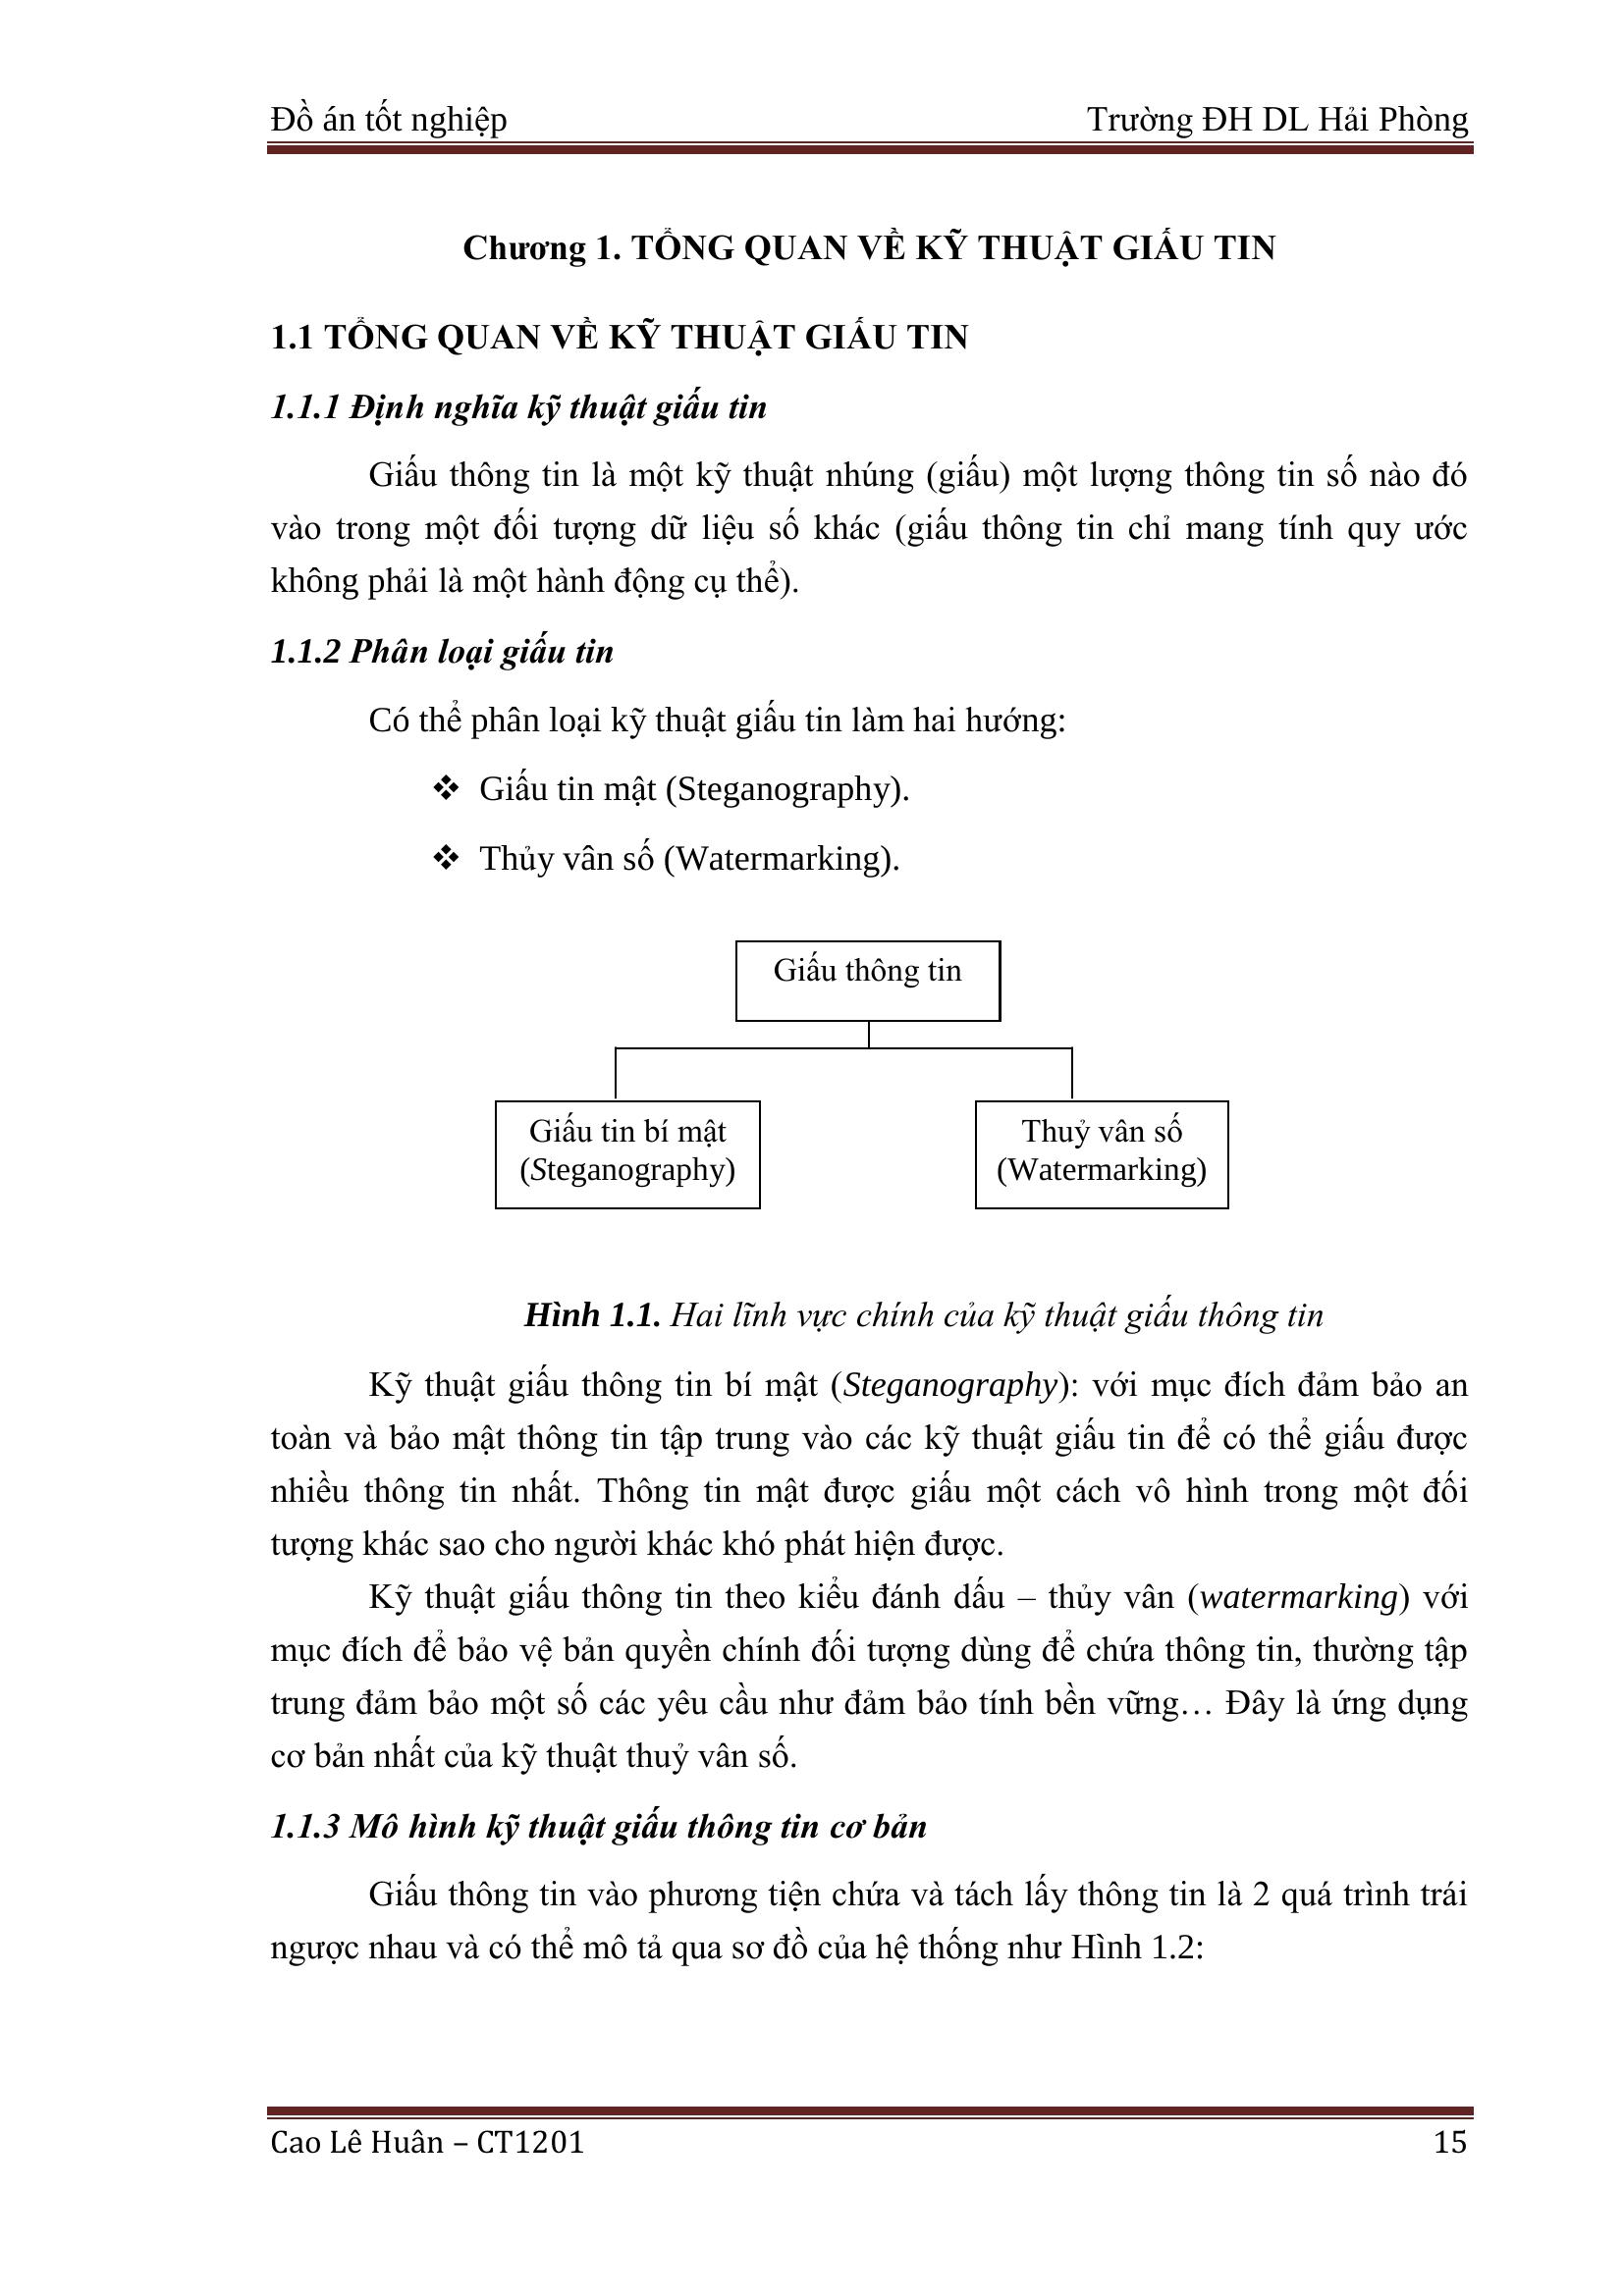 Đồ án tốt nghiệp Trường ĐH DL Hải Phòng
Chương 1. TỔNG QUAN VỀ KỸ THUẬT GIẤU TIN
1.1 TỔNG QUAN VỀ KỸ THUẬT GIẤU TIN
1.1.1 Định nghĩa kỹ thuật giấu tin
Giấu thông tin là một kỹ thuật nhúng (giấu) một lượng thông tin số nào đó
vào trong một đối tượng dữ liệu số khác (giấu thông tin chỉ mang tính quy ước
không phải là một hành động cụ thể).
1.1.2 Phân loại giấu tin
Có thể phân loại kỹ thuật giấu tin làm hai hướng:
❖ Giấu tin mật (Steganography).
❖ Thủy vân số (Watermarking).
Giấu thông tin
Giấu tin bí mật
(Steganography)
Thuỷ vân số
(Watermarking)
Hình 1.1. Hai lĩnh vực chính của kỹ thuật giấu thông tin
Kỹ thuật giấu thông tin bí mật (Steganography): với mục đích đảm bảo an
toàn và bảo mật thông tin tập trung vào các kỹ thuật giấu tin để có thể giấu được
nhiều thông tin nhất. Thông tin mật được giấu một cách vô hình trong một đối
tượng khác sao cho người khác khó phát hiện được.
Kỹ thuật giấu thông tin theo kiểu đánh dấu – thủy vân (watermarking) với
mục đích để bảo vệ bản quyền chính đối tượng dùng để chứa thông tin, thường tập
trung đảm bảo một số các yêu cầu như đảm bảo tính bền vững… Đây là ứng dụng
cơ bản nhất của kỹ thuật thuỷ vân số.
1.1.3 Mô hình kỹ thuật giấu thông tin cơ bản
Giấu thông tin vào phương tiện chứa và tách lấy thông tin là 2 quá trình trái
ngược nhau và có thể mô tả qua sơ đồ của hệ thống như Hình 1.2:
Cao Lê Huân – CT1201 15